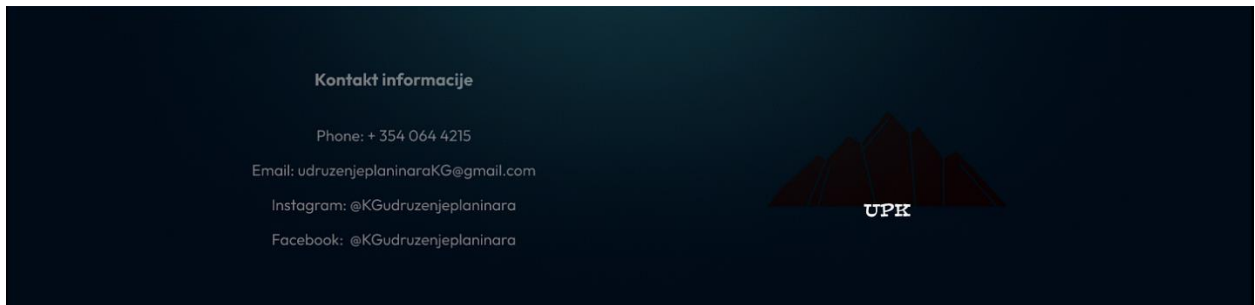 Kontakt informacije
Phone: + 354 064 4215
Email: udruzenjeplaninaraKG@gmail.com
Instagram: @KGudruzenjeplaninara
Facebook: @KGudruzenjeplaninara
UPK